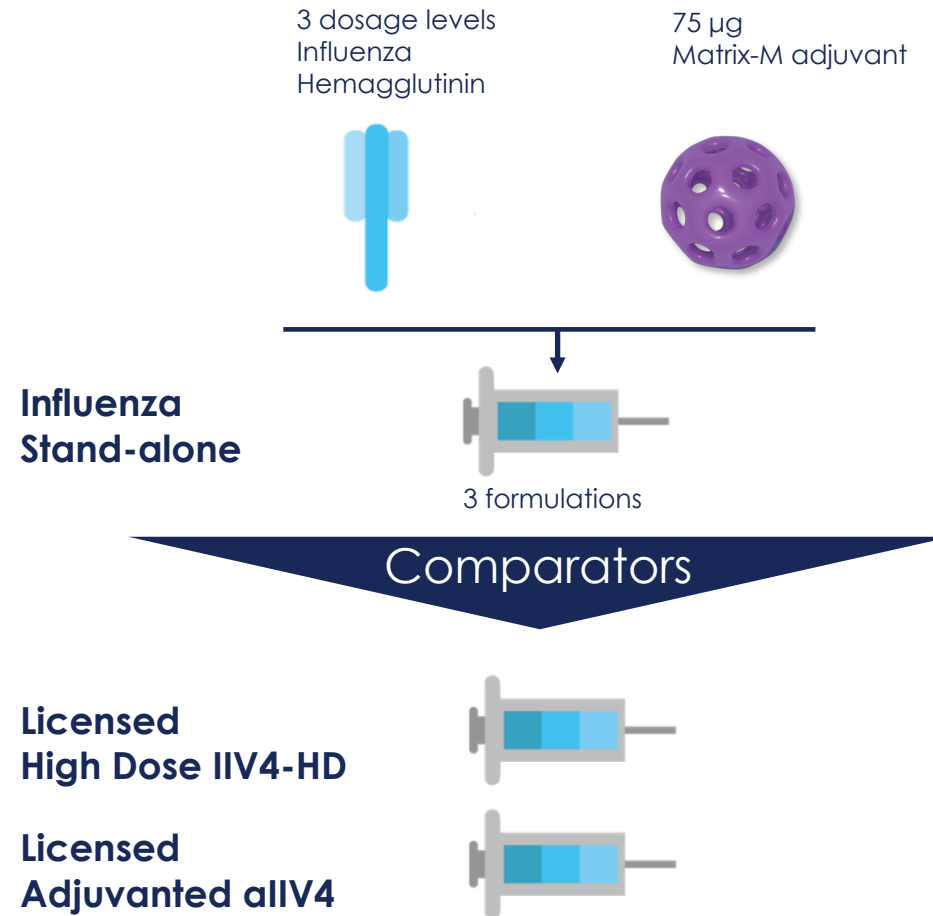 3 dosage levels
Influenza
Hemagglutinin
75 µg
Matrix-M adjuvant
Influenza
Stand-alone
3 formulations
Comparators
Licensed
High Dose IIV4-HD
Licensed
Adjuvanted aIIV4